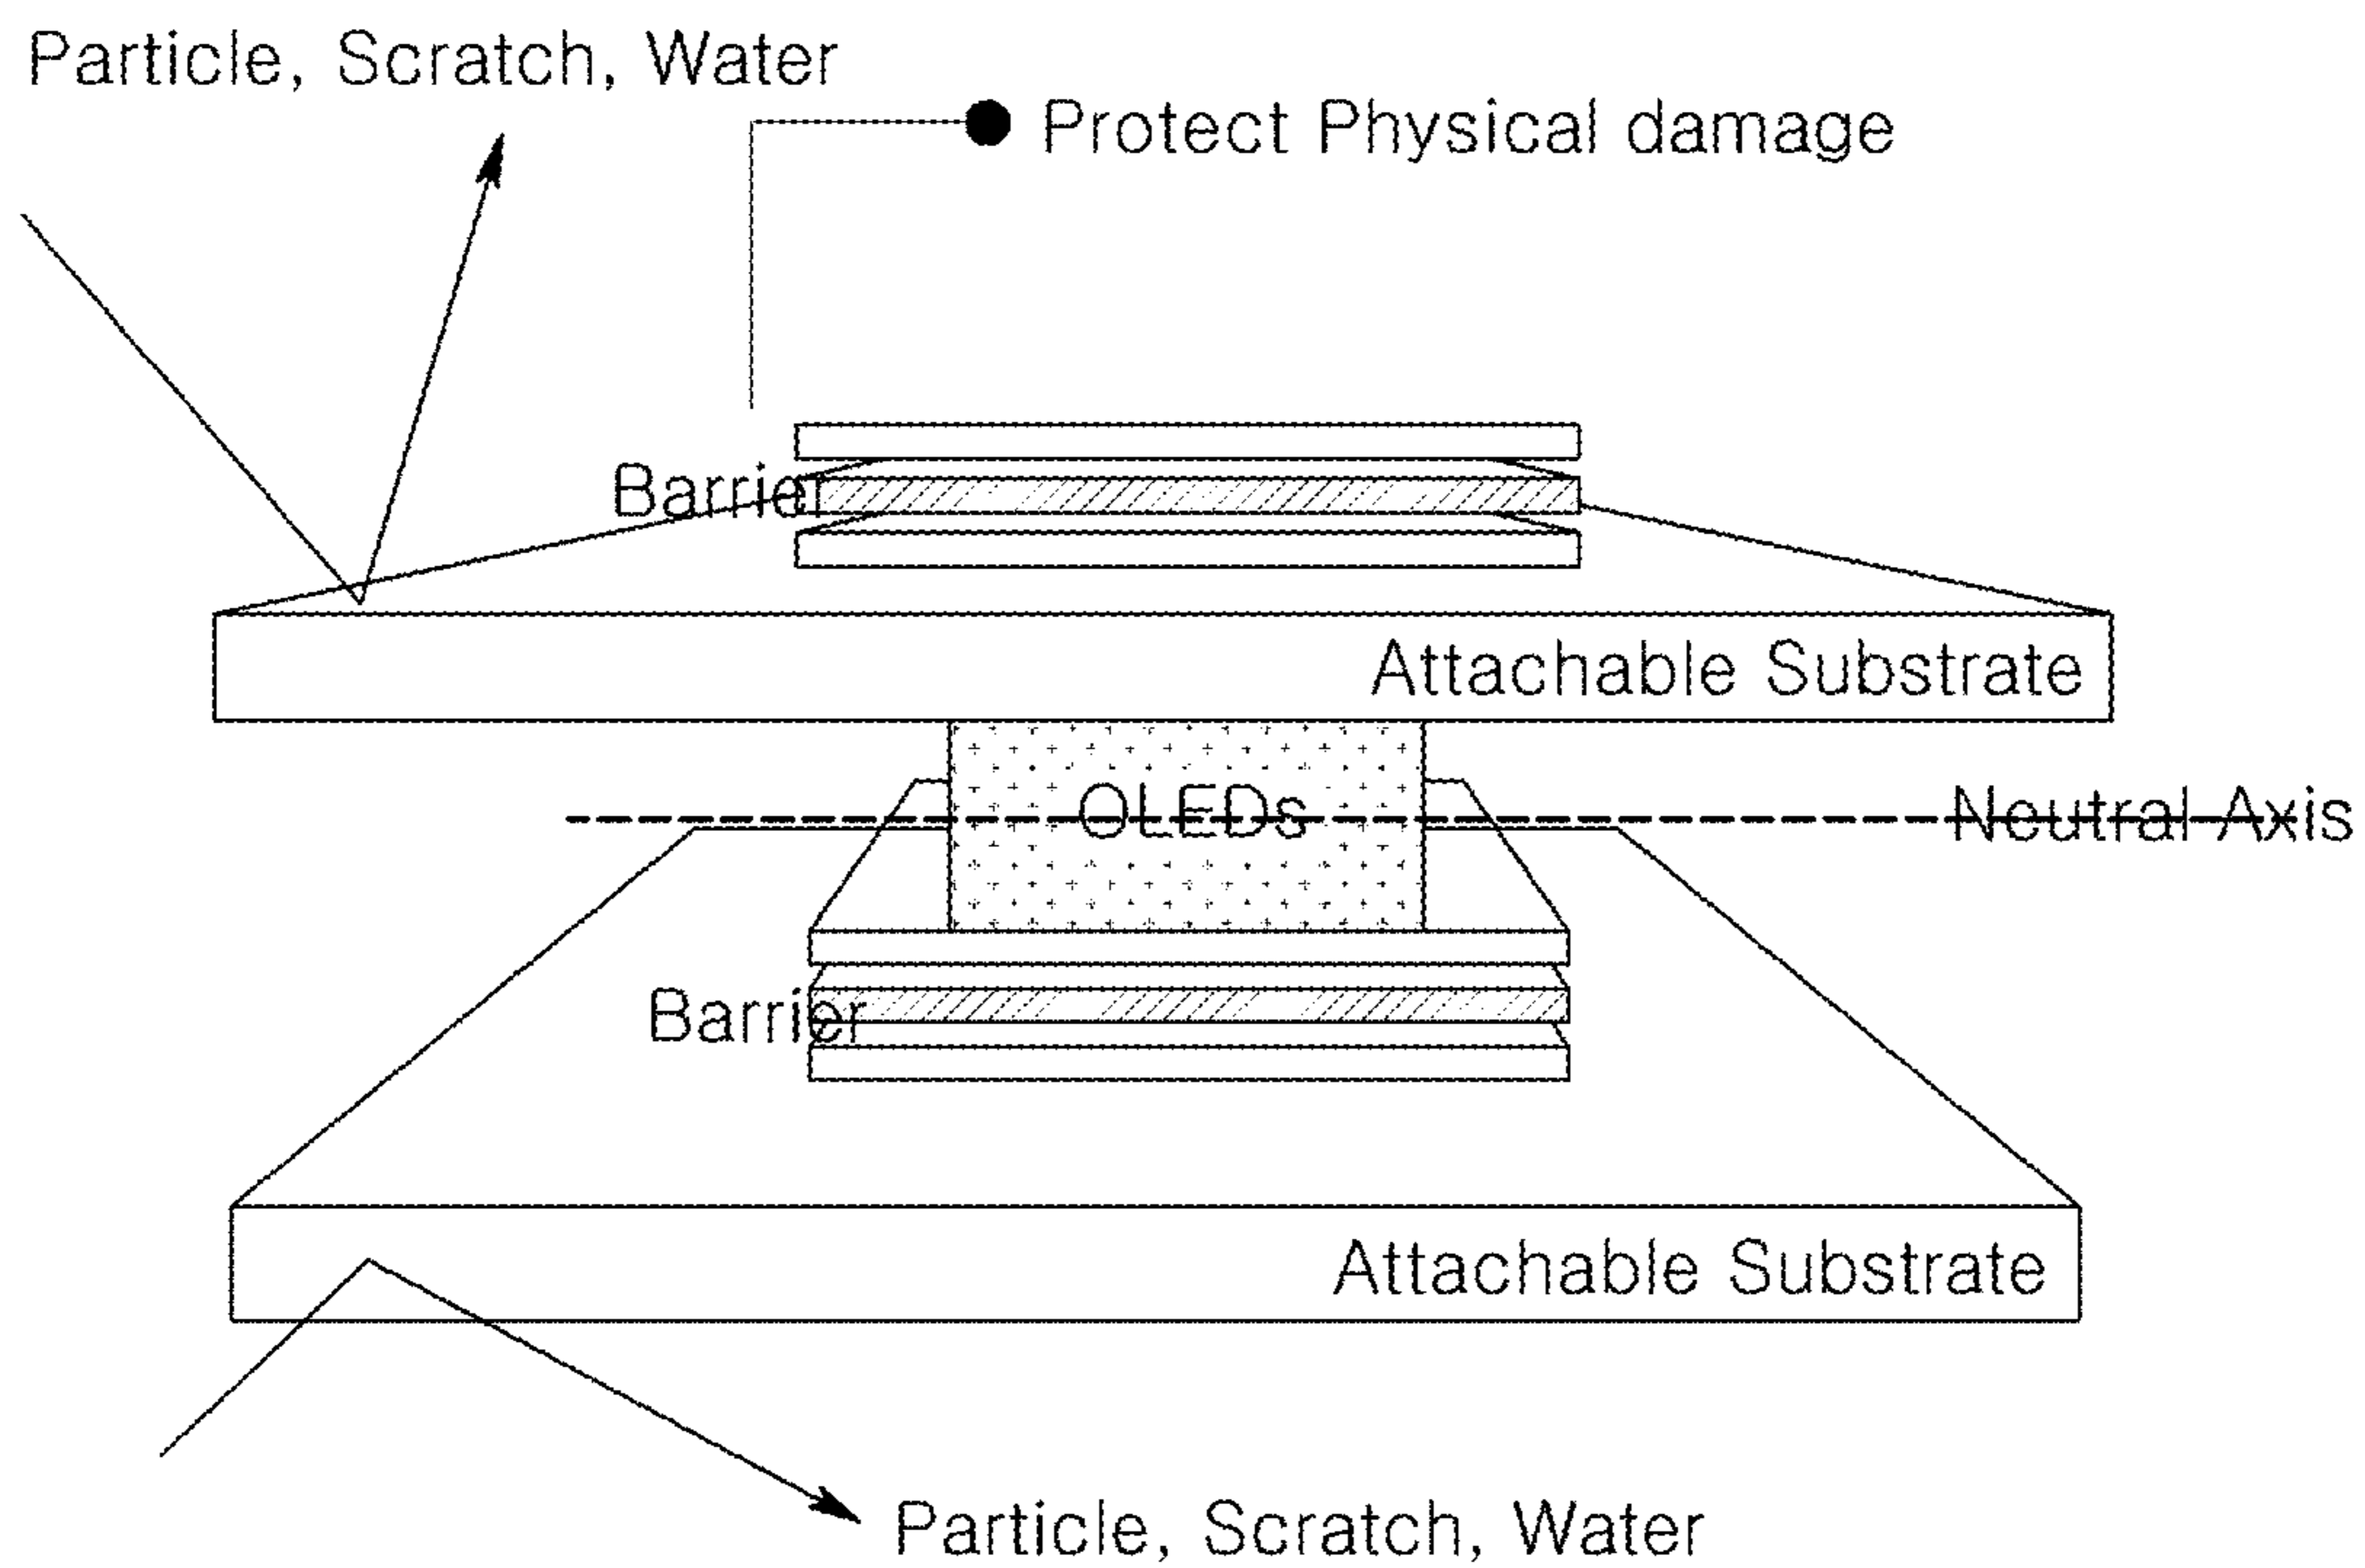 Particle, Scratch, Water
Protect Physical damage
Barrier
Attachable Substrate
OLEDs
Neutral Axis
Barrier
Attachable Substrate
Particle, Scratch, Water